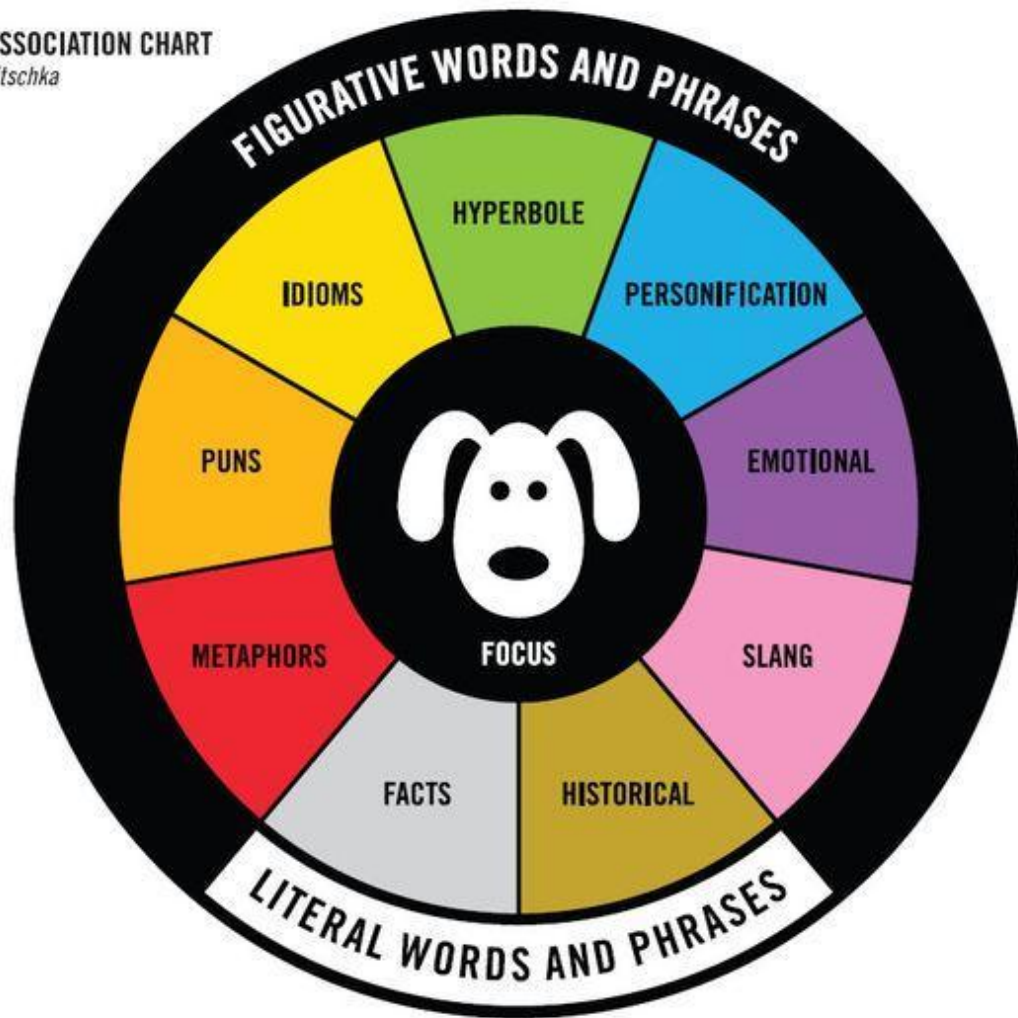 SSOCIATION CHART
tschka
FIGURATIVE WORDS AND PHRASES
HYPERBOLE
IDIOMS
PERSONIFICATION
PUNS
EMOTIONAL
METAPHORS
FOCUS
SLANG
FACTS
HISTORICAL
LITERAL WORDS AND PHRASES